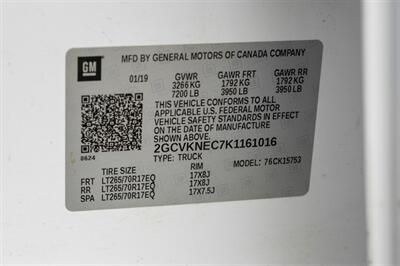 GM
MFD BY GENERAL MOTORS OF CANADA COMPANY
01/19 GVWR GAWR FRT GAWR RR
3266 KG 1792 KG 1792 KG
7200 LB 3950 LB 3950 LB
THIS VEHICLE CONFORMS TO ALL
APPLICABLE U.S. FEDERAL MOTOR
VEHICLE SAFETY STANDARDS IN EFFECT
ON THE DATE OF MANUFACTURE SHOWN ABOVE.
2GCVKNEC7K1161016
8624 TYPE: TRUCK MODEL: 76CK15753
TIRE SIZE RIM
FRT LT265/70R17EQ 17X8J
RR LT265/70R17EQ 17X8J
SPA LT265/70R17EQ 17X7.5J